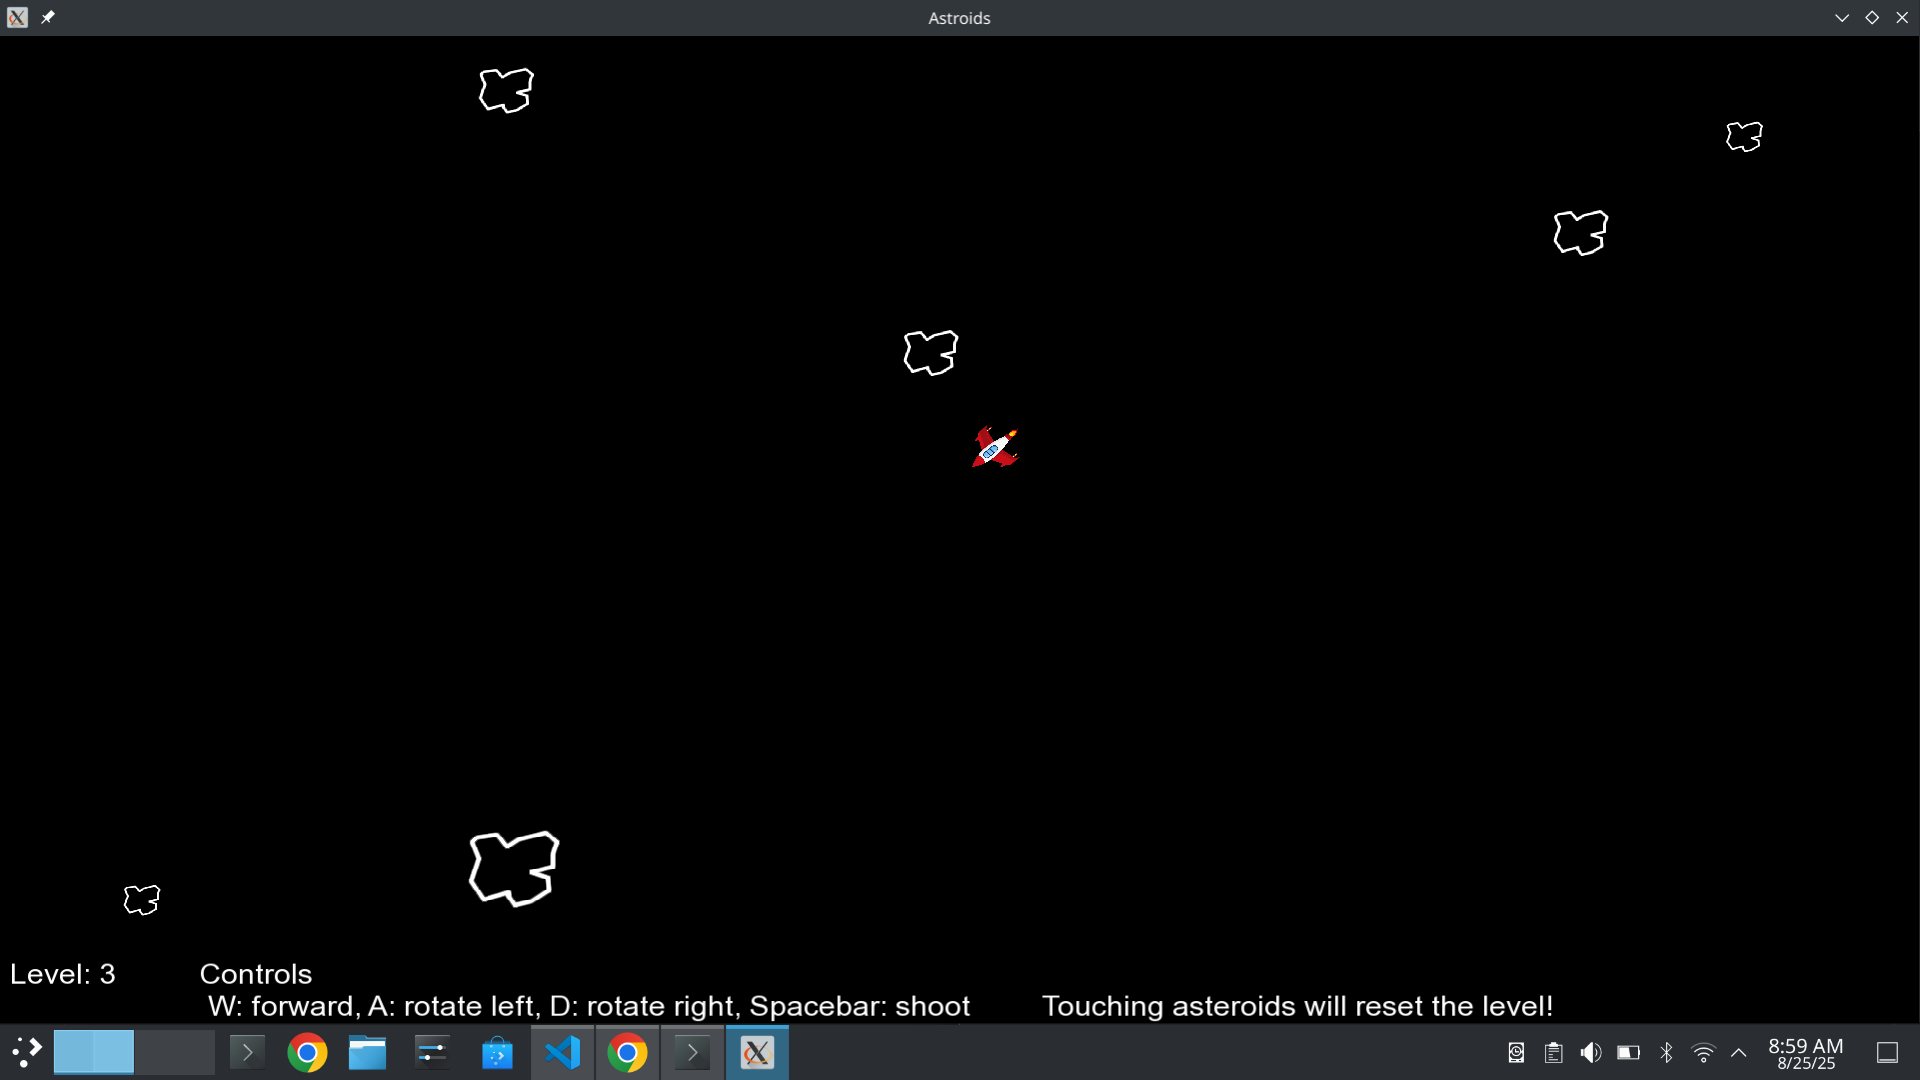 Astroids
Level: 3
Controls
W: forward, A: rotate left, D: rotate right, Spacebar: shoot
Touching asteroids will reset the level!
8:59 AM
8/25/25